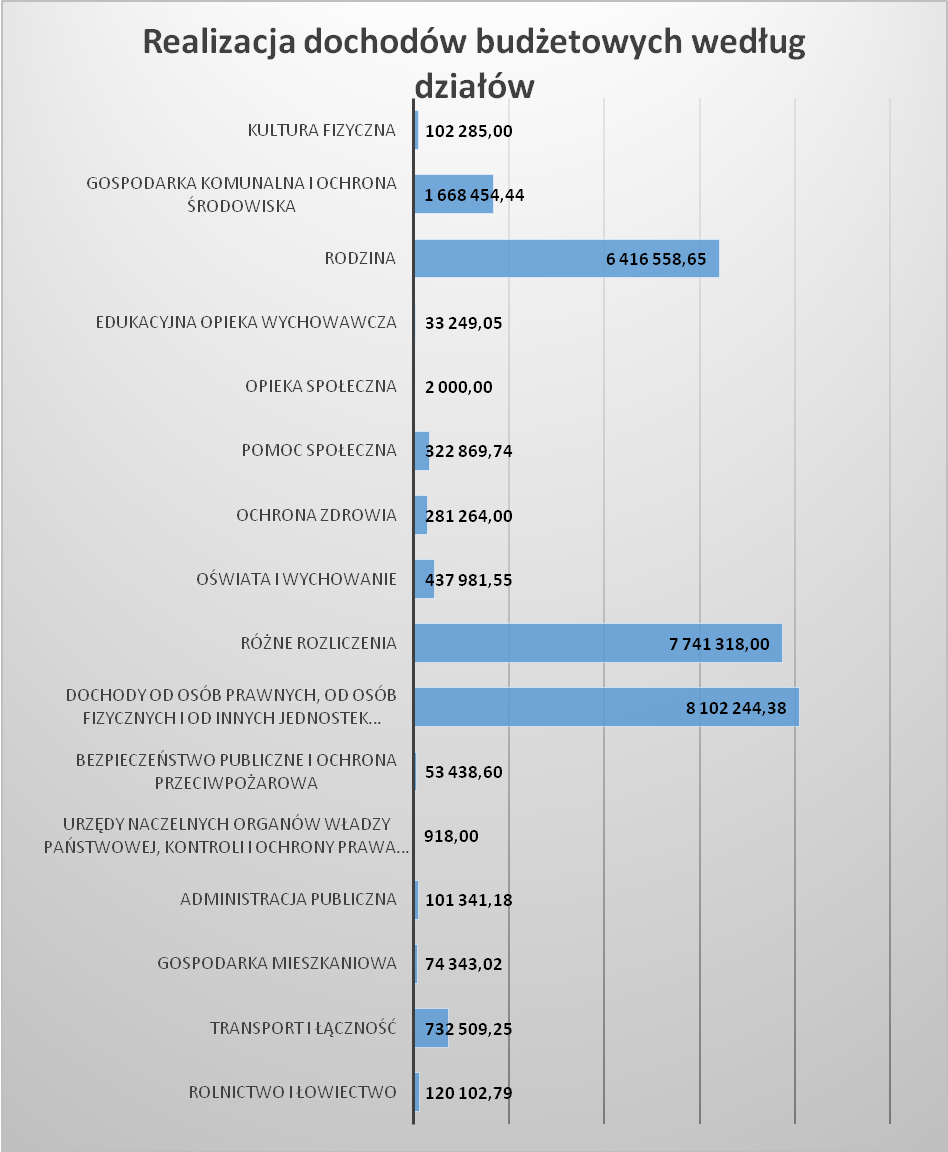 Realizacja dochodów budżetowych według
działów
KULTURA FIZYCZNA
102 285,00
GOSPODARKA KOMUNALNA I OCHRONA
ŚRODOWISKA
1 668 454,44
RODZINA
6 416 558,65
EDUKACYJNA OPIEKA WYCHOWAWCZA
33 249,05
OPIEKA SPOŁECZNA
2 000,00
POMOC SPOŁECZNA
322 869,74
OCHRONA ZDROWIA
281 264,00
OŚWIATA I WYCHOWANIE
437 981,55
RÓŻNE ROZLICZENIA
7 741 318,00
DOCHODY OD OSÓB PRAWNYCH, OD OSÓB
FIZYCZNYCH I OD INNYCH JEDNOSTEK...
8 102 244,38
BEZPIECZEŃSTWO PUBLICZNE I OCHRONA
PRZECIWPOŻAROWA
53 438,60
URZĘDY NACZELNYCH ORGANÓW WŁADZY
PAŃSTWOWEJ, KONTROLI I OCHRONY PRAWA...
918,00
ADMINISTRACJA PUBLICZNA
101 341,18
GOSPODARKA MIESZKANIOWA
74 343,02
TRANSPORT I ŁĄCZNOŚĆ
732 509,25
ROLNICTWO I ŁOWIECTWO
120 102,79